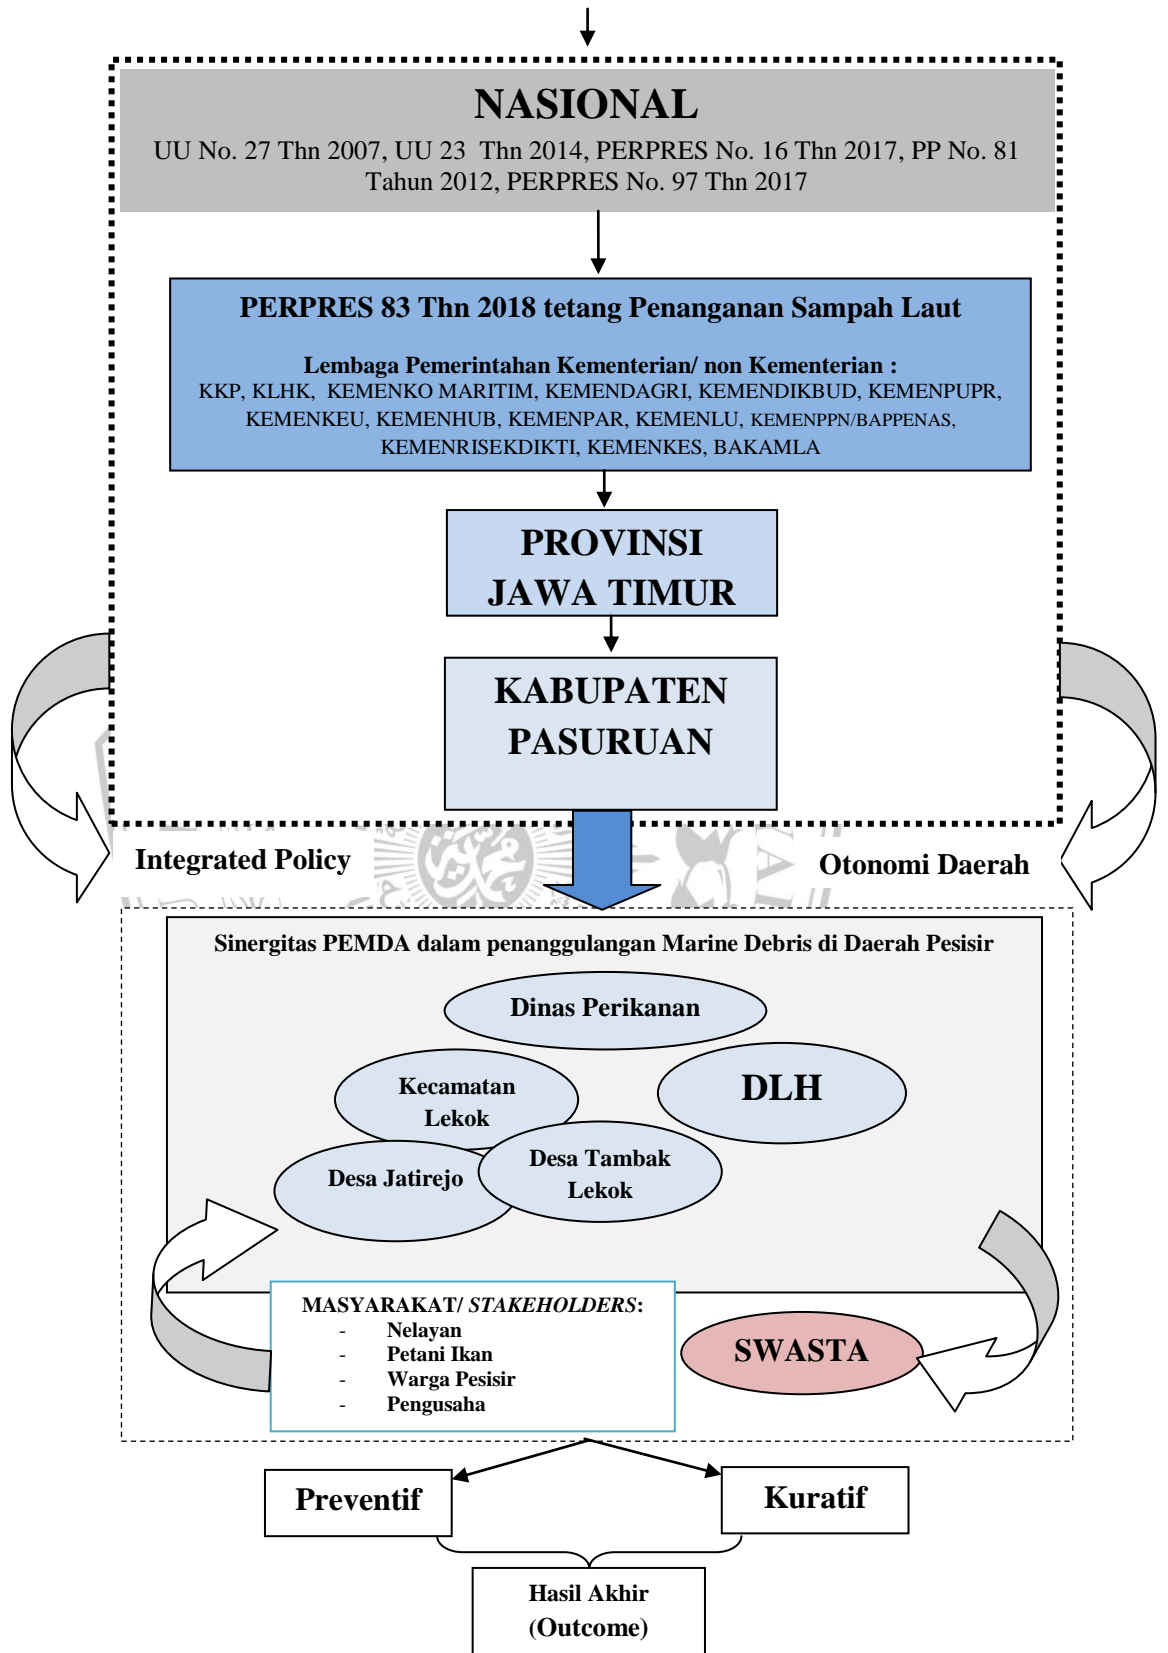 NASIONAL
UU No. 27 Thn 2007, UU 23 Thn 2014, PERPRES No. 16 Thn 2017, PP No. 81
Tahun 2012, PERPRES No. 97 Thn 2017
PERPRES 83 Thn 2018 tetang Penanganan Sampah Laut
Lembaga Pemerintahan Kementerian/ non Kementerian :
KKP, KLHK, KEMENKO MARITIM, KEMENDAGRI, KEMENDIKBUD, KEMENPUPR,
KEMENKEU, KEMENHUB, KEMENPAR, KEMENLU, KEMENPPN/BAPPENAS,
KEMENRISEKDIKTI, KEMENKES, BAKAMLA
PROVINSI
JAWA TIMUR
KABUPATEN
PASURUAN
Integrated Policy
Otonomi Daerah
Sinergitas PEMDA dalam penanggulangan Marine Debris di Daerah Pesisir
Dinas Perikanan
DLH
Kecamatan
Lekok
Desa Jatirejo
Desa Tambak
Lekok
MASYARAKAT/ STAKEHOLDERS:
- Nelayan
- Petani Ikan
- Warga Pesisir
- Pengusaha
SWASTA
Preventif
Kuratif
Hasil Akhir
(Outcome)